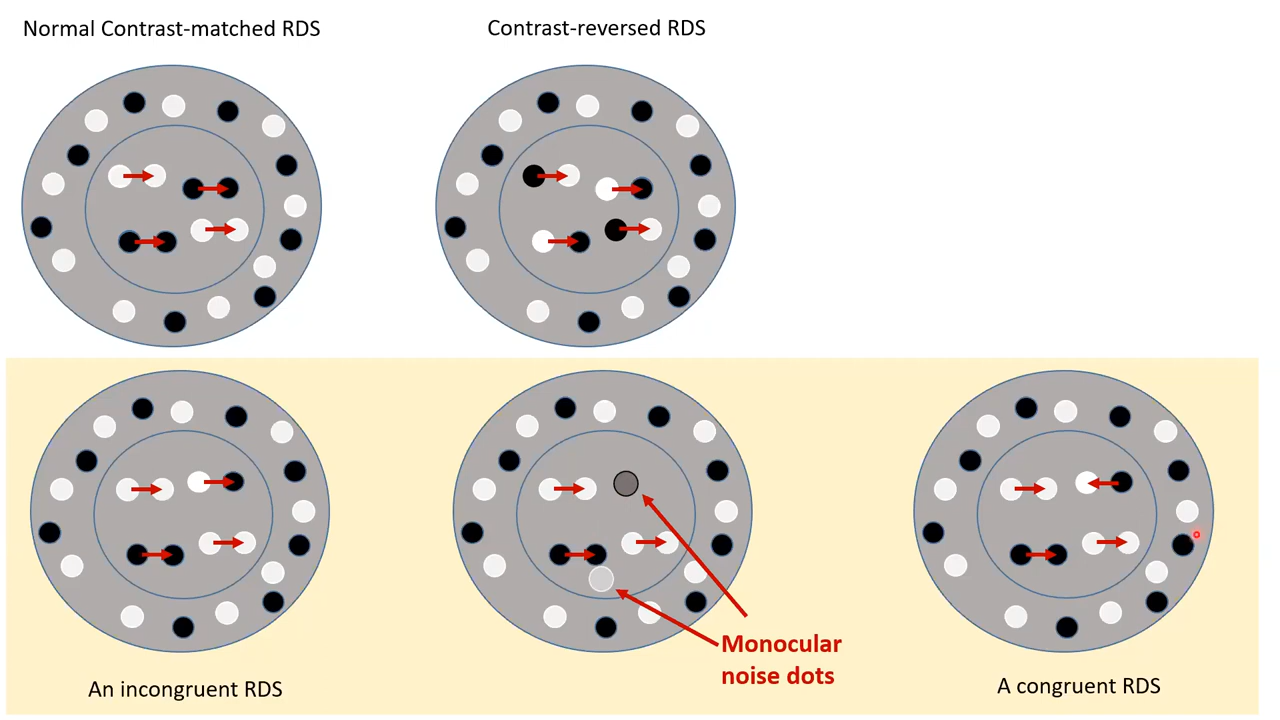 Normal Contrast-matched RDS
Contrast-reversed RDS
Monocular
noise dots
An incongruent RDS
A congruent RDS